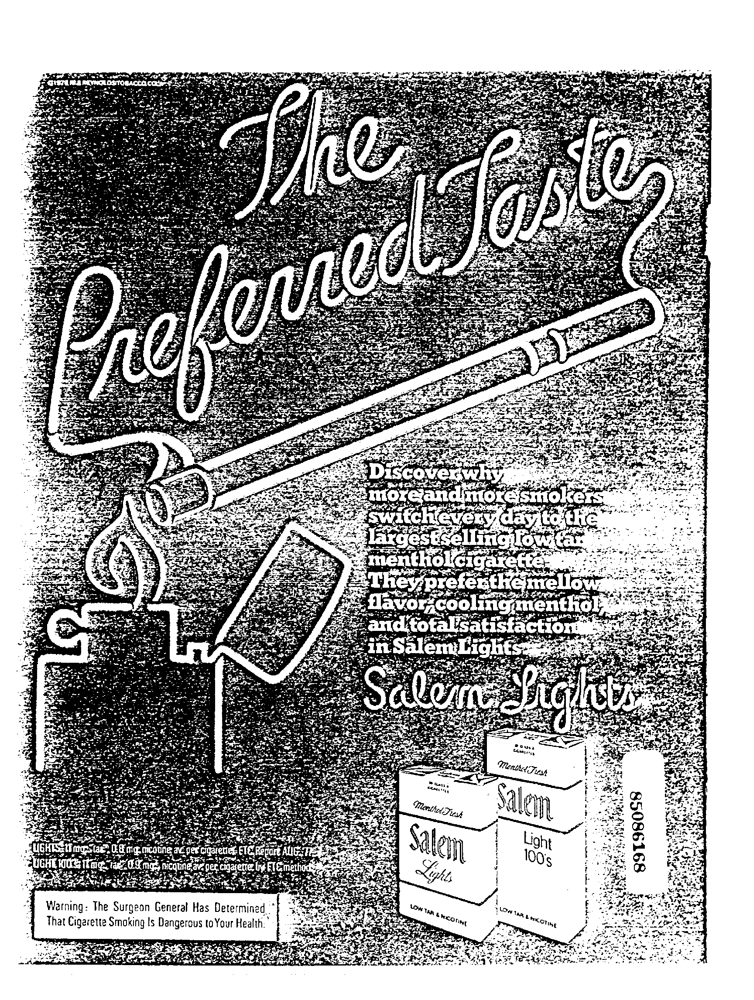 The
Preferred Taste
Discover why
more and more smokers
switch every day to the
largest selling low tar
menthol cigarette.
They prefer the mellow
flavor, cooling menthol,
and total satisfaction
in Salem Lights.
Salem Lights
Menthol Fresh
Salem
Lights
LOW TAR & NICOTINE
Menthol Fresh
Salem
Light
100's
LOW TAR & NICOTINE
85086168
LIGHTS: 11 mg. "tar", 0.8 mg. nicotine av. per cigarette, FTC Report AUG.
LIGHT 100's: 11 mg. "tar", 0.9 mg. nicotine av. per cigarette by FTC method.
Warning: The Surgeon General Has Determined
That Cigarette Smoking Is Dangerous to Your Health.